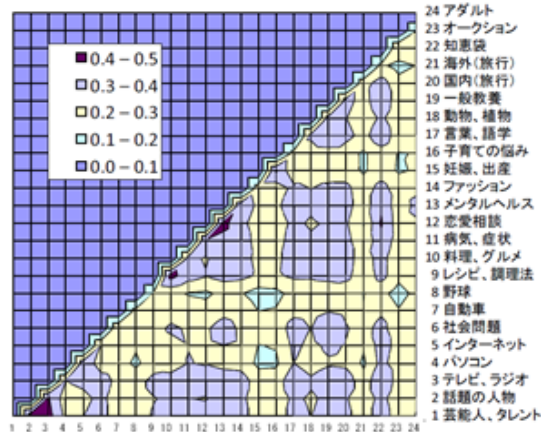 0.4 – 0.5
0.3 – 0.4
0.2 – 0.3
0.1 – 0.2
0.0 – 0.1
24 アダルト
23 オークション
22 知恵袋
21 海外(旅行)
20 国内(旅行)
19 一般教養
18 動物、植物
17 言葉、語学
16 子育ての悩み
15 妊娠、出産
14 ファッション
13 メンタルヘルス
12 恋愛相談
11 病気、症状
10 料理、グルメ
9 レシピ、調理法
8 野球
7 自動車
6 社会問題
5 インターネット
4 パソコン
3 テレビ、ラジオ
2 話題の人物
1 芸能人、タレント
1 2 3 4 5 6 7 8 9 10 11 12 13 14 15 16 17 18 19 20 21 22 23 24